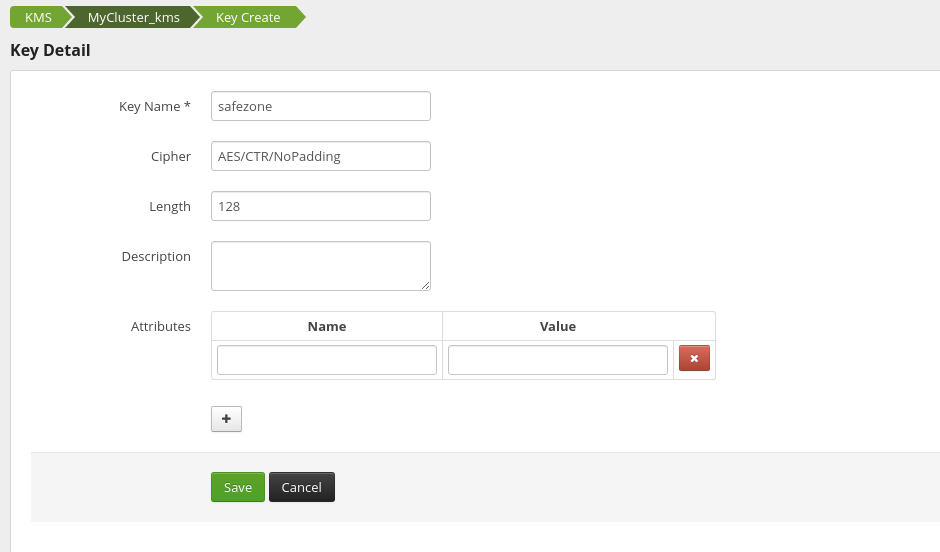 KMS MyCluster_kms Key Create
Key Detail
Key Name * safezone
Cipher AES/CTR/NoPadding
Length 128
Description
Attributes Name Value
Save Cancel